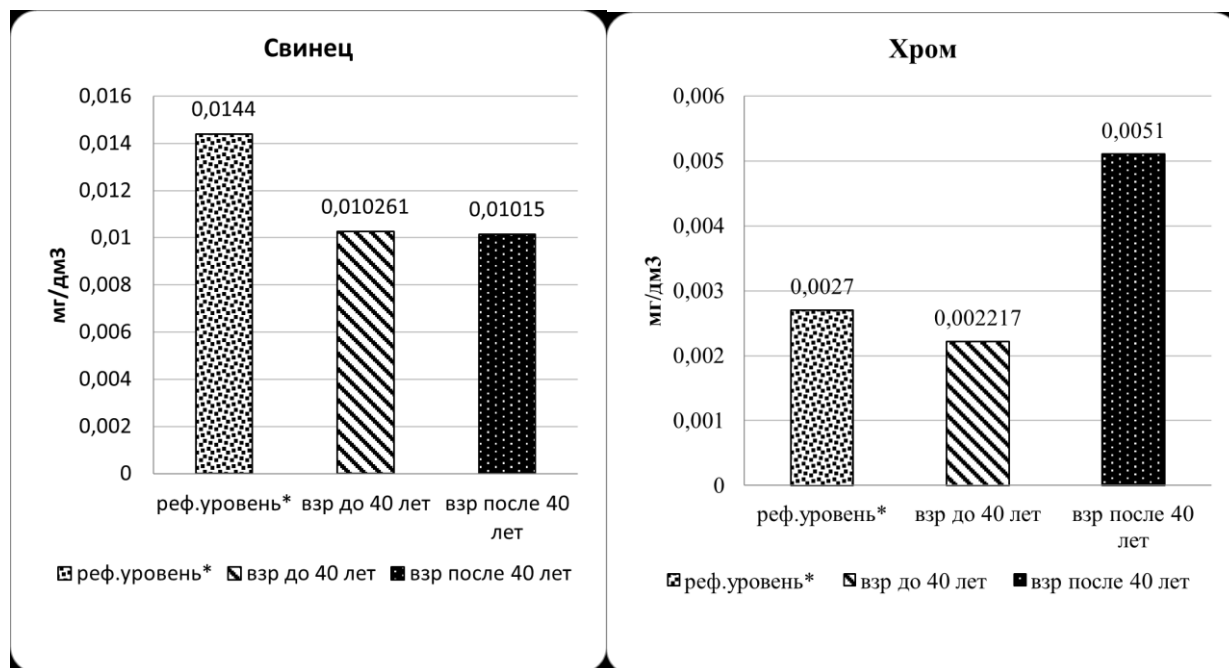 Свинец
мг/дм3
0,016
0,014
0,012
0,01
0,008
0,006
0,004
0,002
0
0,0144
0,010261
0,01015
реф.уровень* взр до 40 лет взр после 40
лет
реф.уровень* взр до 40 лет взр после 40 лет
Хром
мг/дм3
0,006
0,005
0,004
0,003
0,002
0,001
0
0,0027
0,002217
0,0051
реф.уровень* взр до 40 лет взр после 40
лет
реф.уровень* взр до 40 лет взр после 40 лет